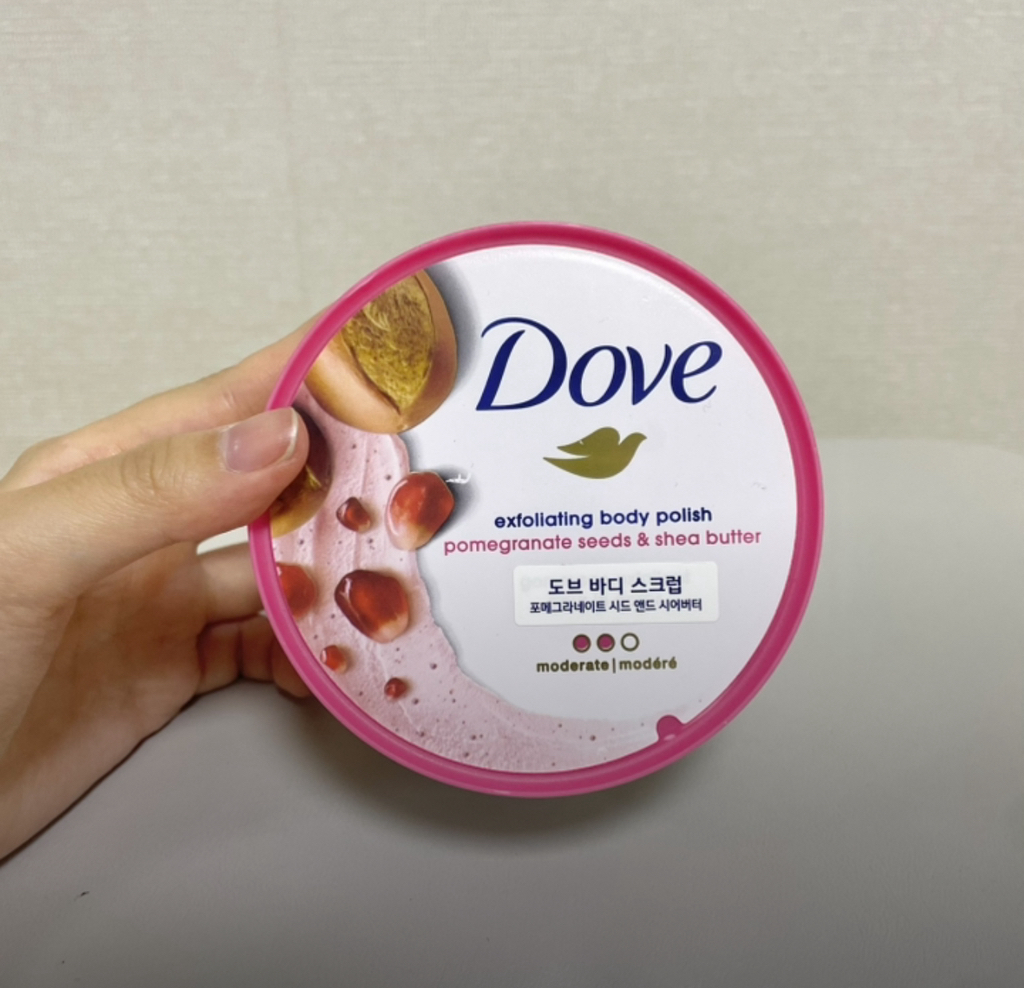 Dove
exfoliating body polish
pomegranate seeds & shea butter
도브 바디 스크럽
포메그라네이트 시드 앤드 시어버터
moderate | modéré